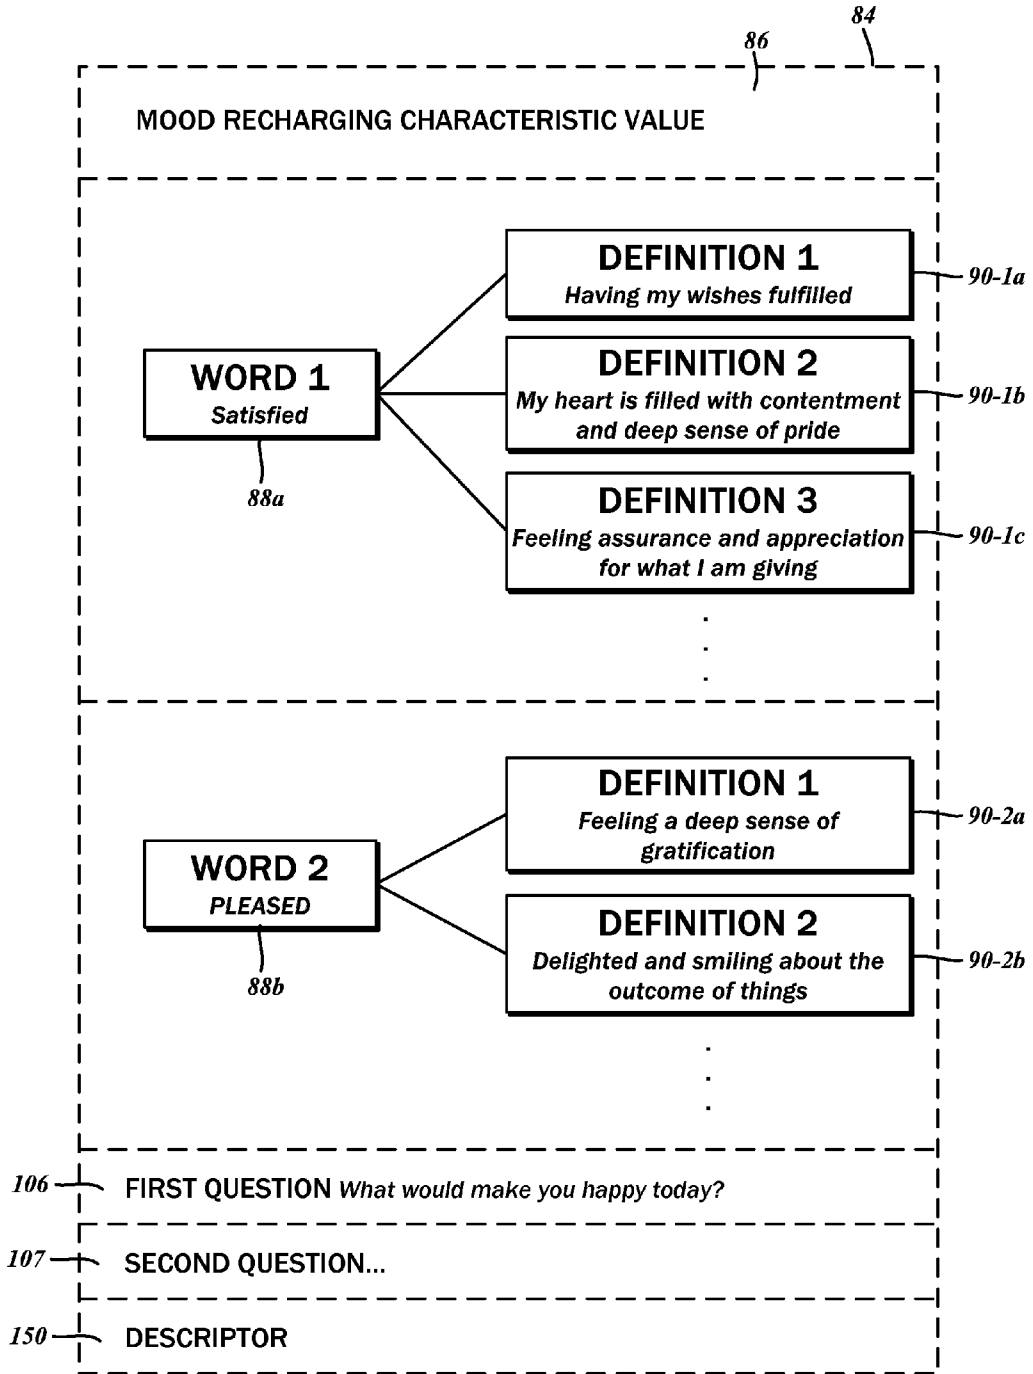 84
86
MOOD RECHARGING CHARACTERISTIC VALUE
DEFINITION 1
Having my wishes fulfilled
90-1a
WORD 1
Satisfied
88a
DEFINITION 2
My heart is filled with contentment
and deep sense of pride
90-1b
DEFINITION 3
Feeling assurance and appreciation
for what I am giving
90-1c
DEFINITION 1
Feeling a deep sense of
gratification
90-2a
WORD 2
PLEASED
88b
DEFINITION 2
Delighted and smiling about the
outcome of things
90-2b
106
FIRST QUESTION What would make you happy today?
107
SECOND QUESTION...
150
DESCRIPTOR